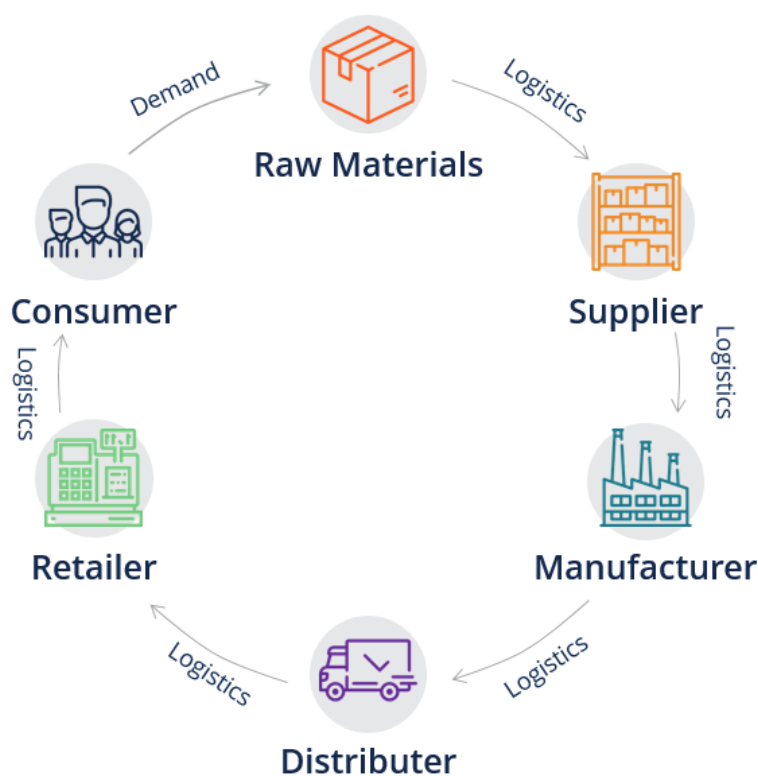 Raw Materials
Logistics
Supplier
Logistics
Manufacturer
Logistics
Distributer
Logistics
Retailer
Logistics
Consumer
Demand